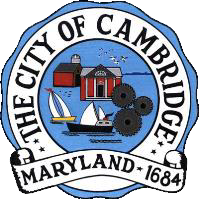 ★ THE CITY OF CAMBRIDGE ★
MARYLAND - 1684